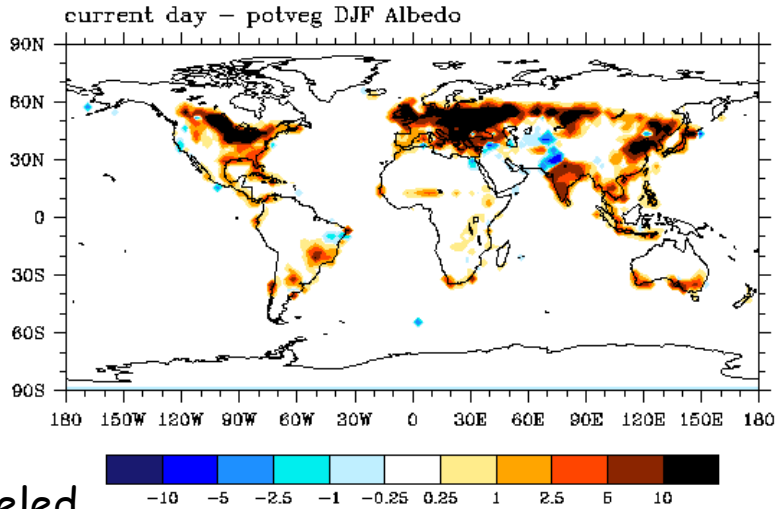 current day – potveg DJF Albedo
90N
60N
30N
0
30S
60S
90S
180 150W 120W 90W 60W 30W 0 30E 60E 90E 120E 150E 180
-10 -5 -2.5 -1 -0.25 0.25 1 2.5 5 10
eled